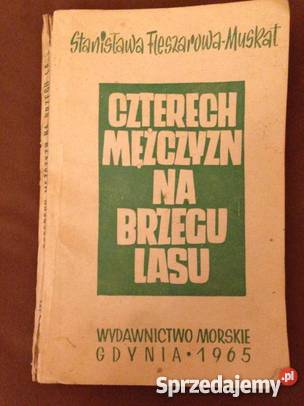 Stanisława Fleszarowa-Muskat
CZTERECH
MĘŻCZYZN
NA
BRZEGU
LASU
WYDAWNICTWO MORSKIE
GDYNIA • 1965
Sprzedajemy.pl